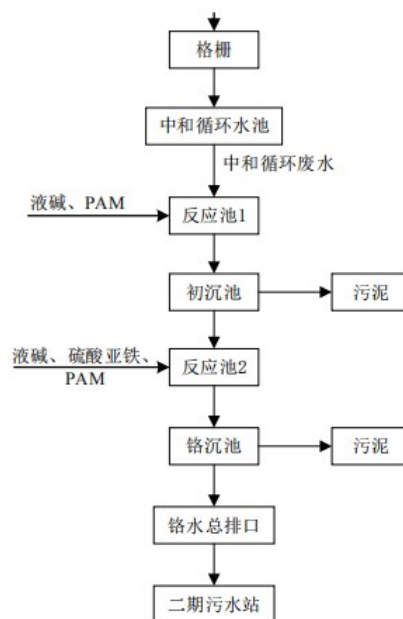 格栅
中和循环水池
中和循环废水
液碱、PAM
反应池1
初沉池
污泥
液碱、硫酸亚铁、
PAM
反应池2
铬沉池
污泥
铬水总排口
二期污水站